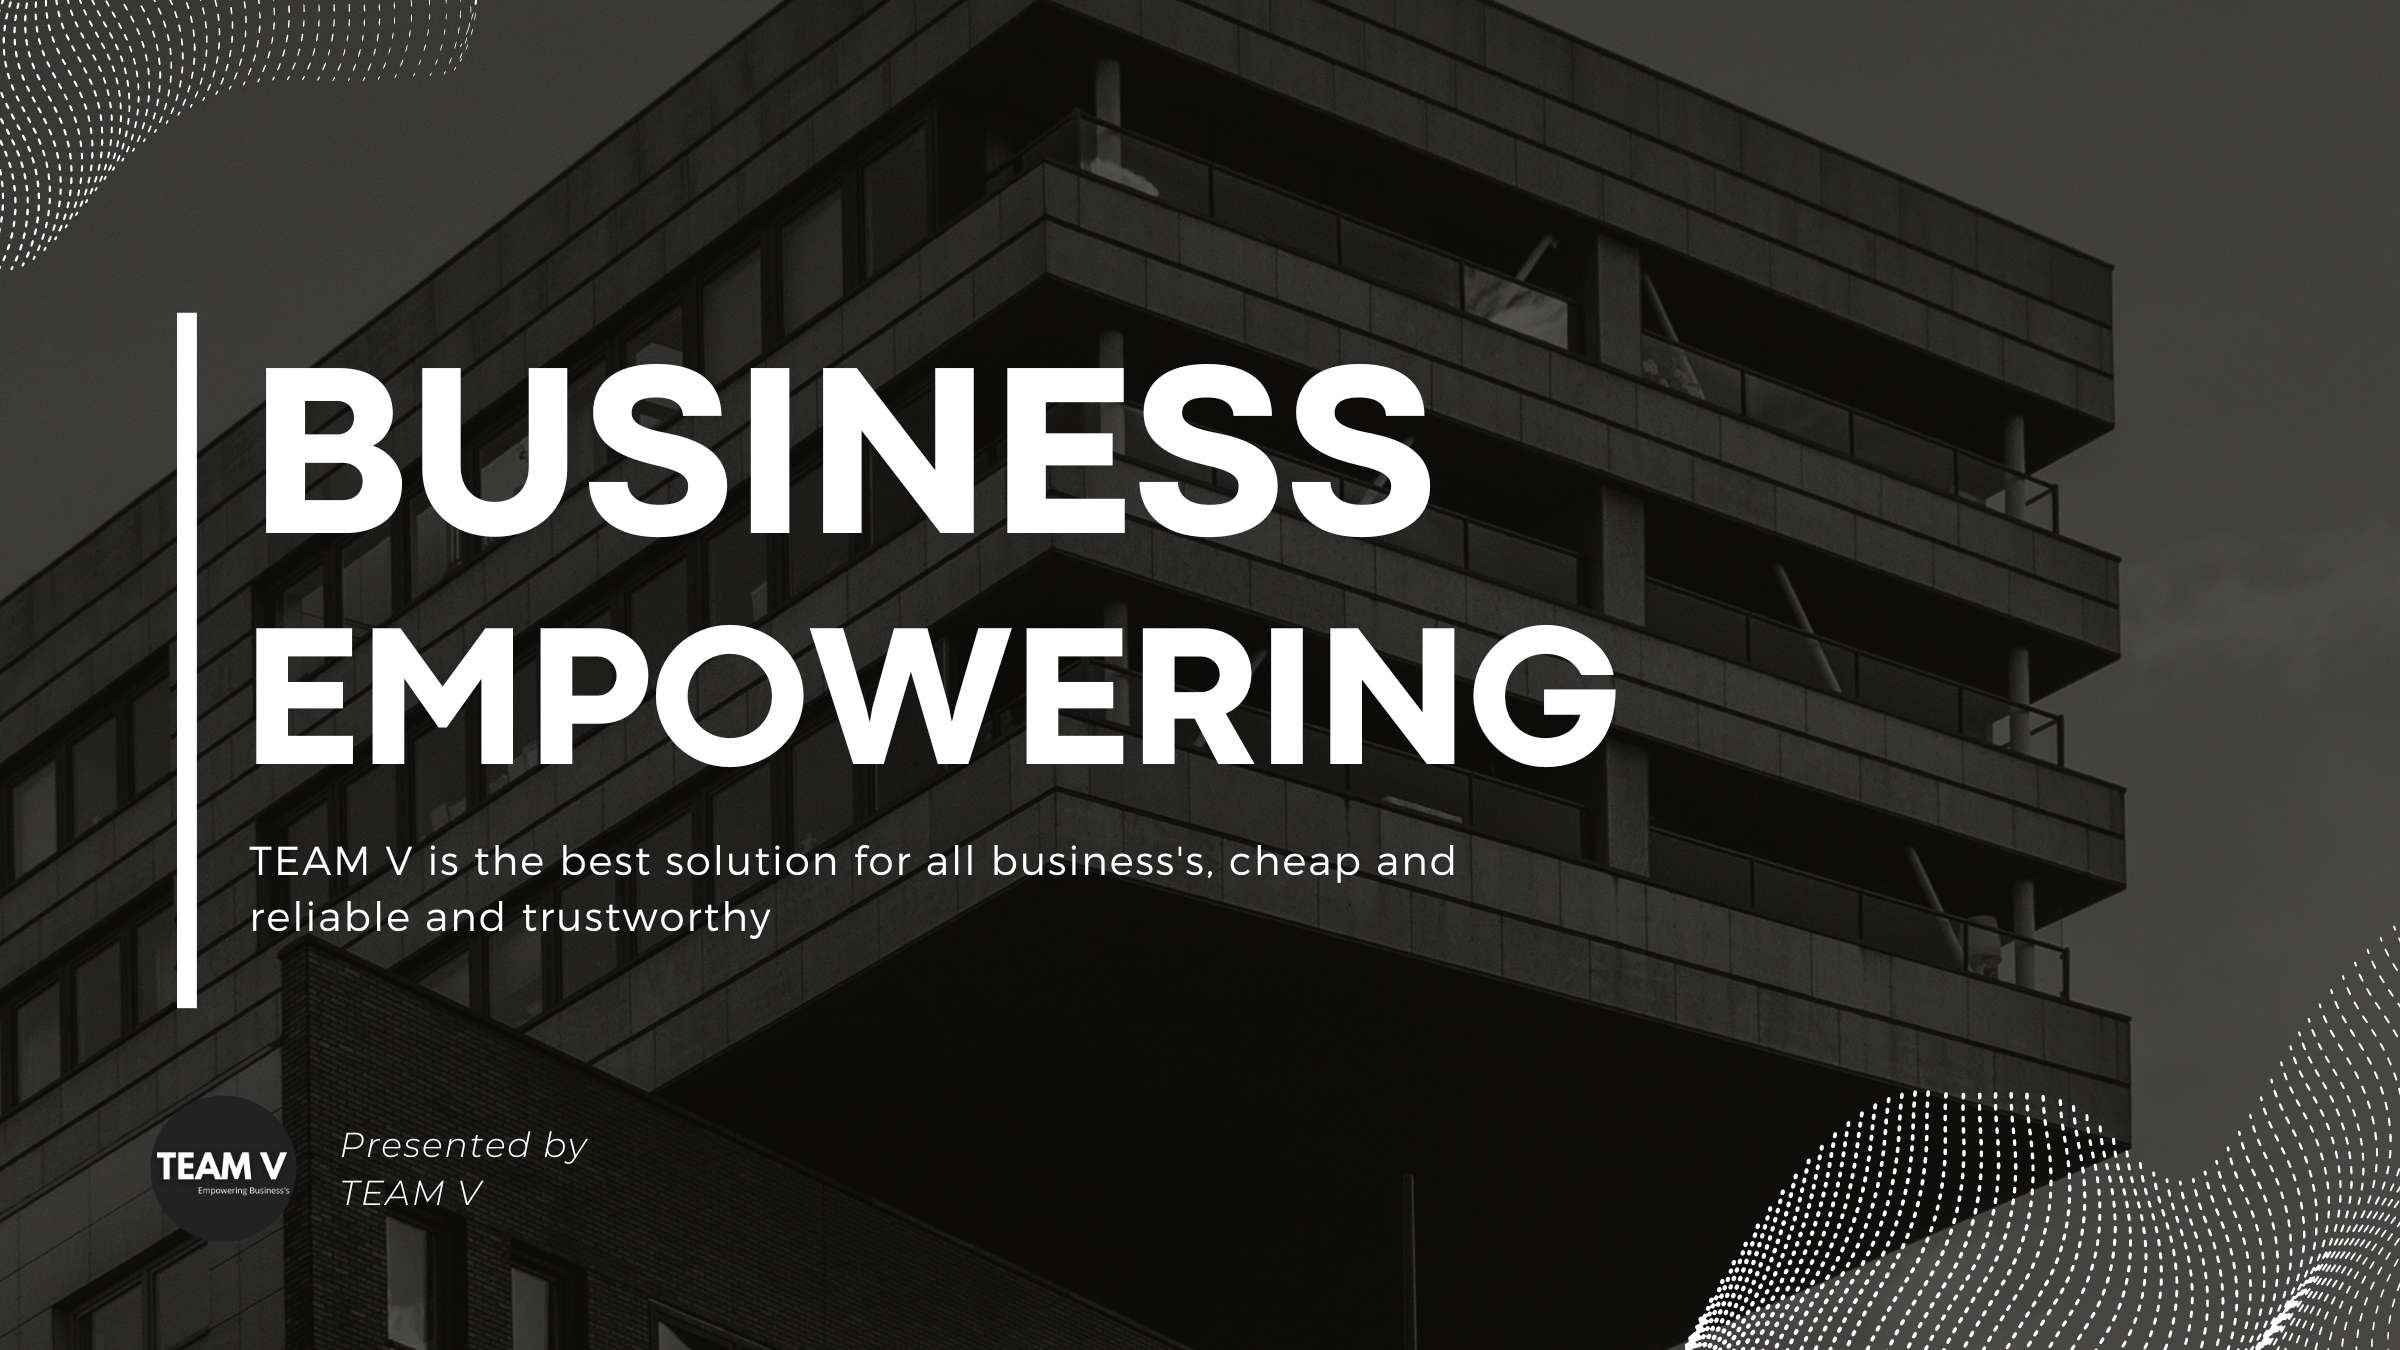 BUSINESS
EMPOWERING
TEAM V is the best solution for all business's, cheap and
reliable and trustworthy
TEAM V
Empowering Business's
Presented by
TEAM V